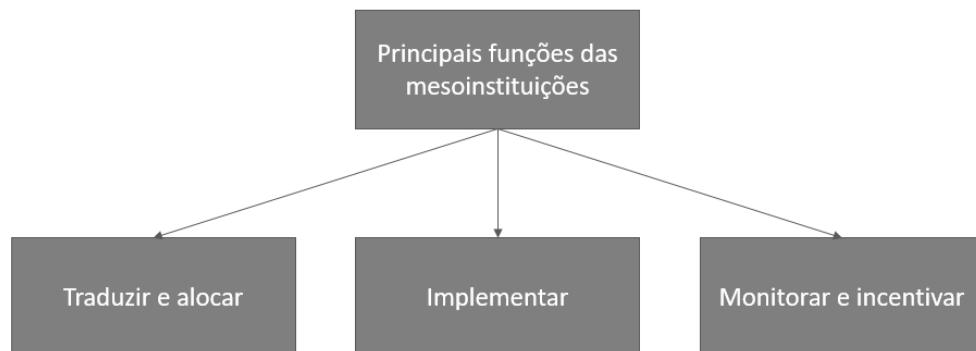 Principais funções das
mesoinstituições
Traduzir e alocar
Implementar
Monitorar e incentivar